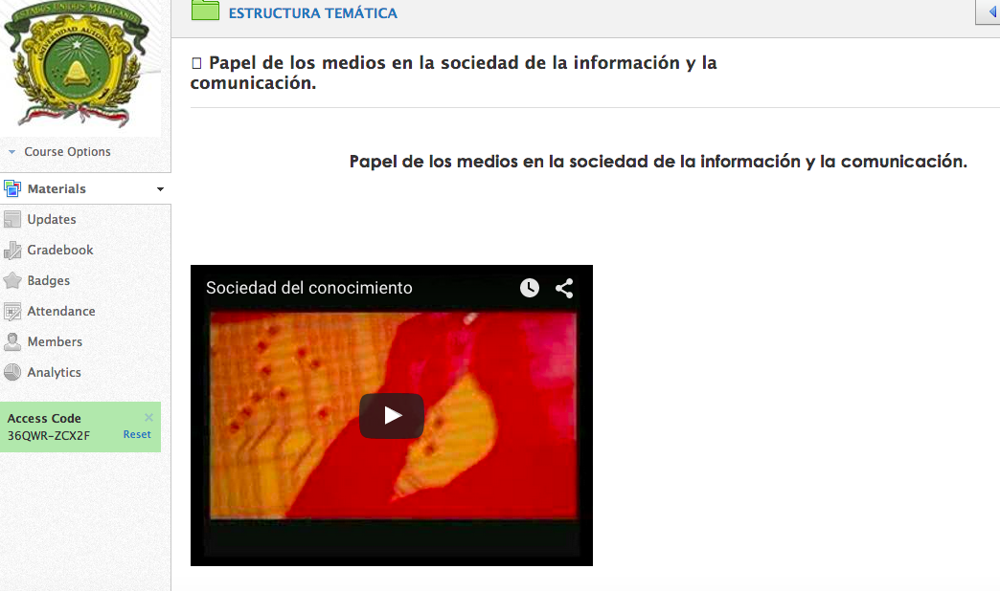 ESTADOS UNIDOS MEXICANOS
UNIVERSIDAD AUTONOMA
ESTRUCTURA TEMÁTICA
Papel de los medios en la sociedad de la información y la
comunicación.
Papel de los medios en la sociedad de la información y la comunicación.
Course Options
Materials
Updates
Gradebook
Badges
Attendance
Members
Analytics
Access Code
36QWR-ZCX2F Reset
Sociedad del conocimiento